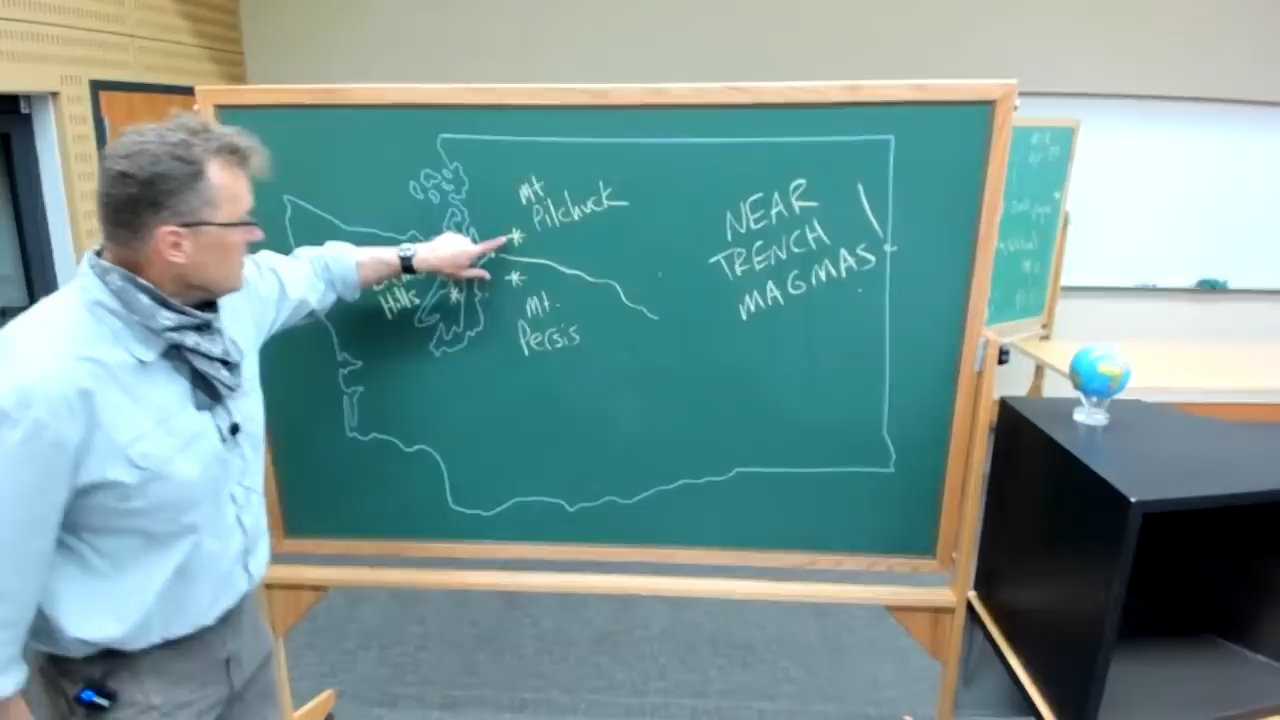 Mt
Pilchuck
Hills
Mt.
Persis
NEAR
TRENCH
MAGMAS!